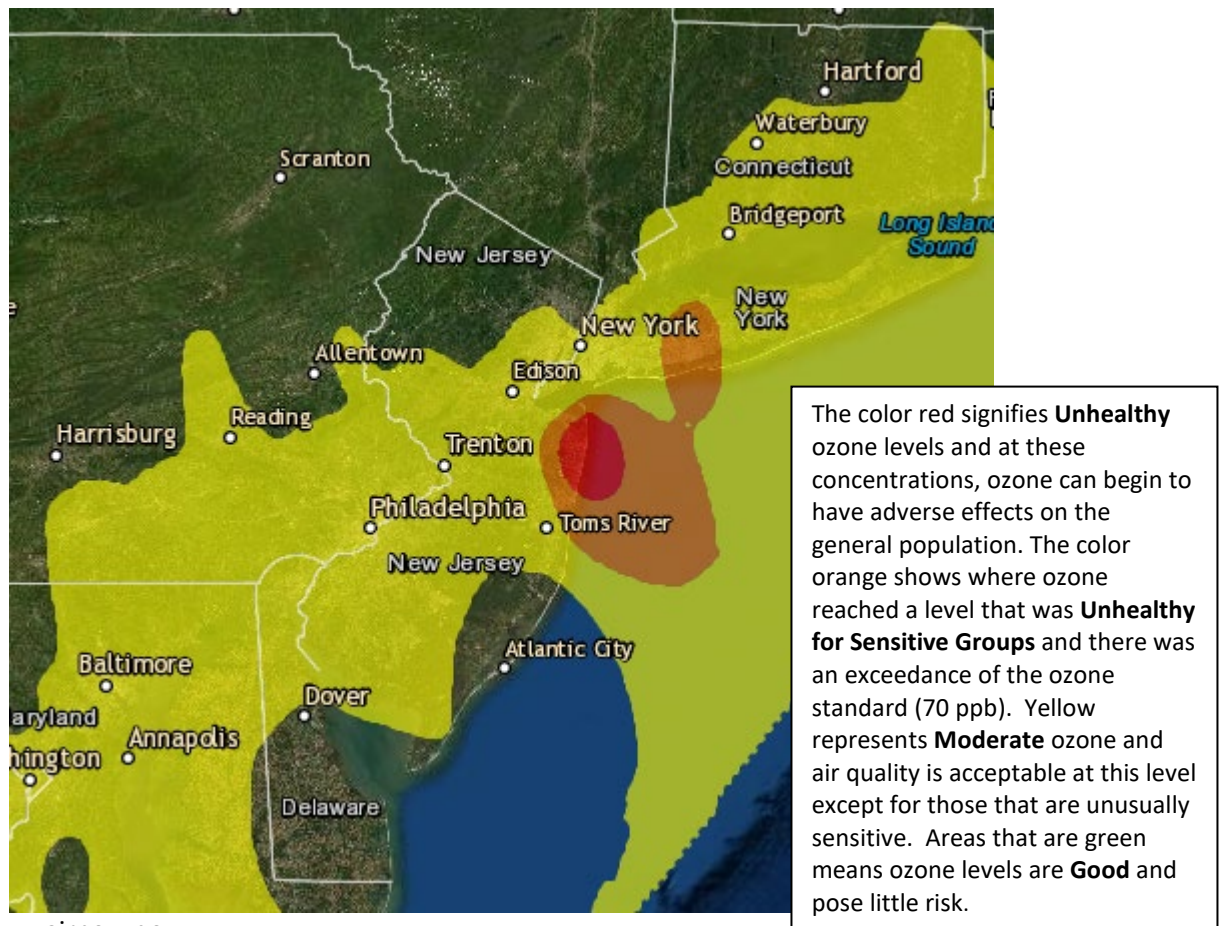 Hartford
Waterbury
Connecticut
Scranton
Bridgeport
Long Island
Sound
New Jersey
New
York
New York
Allentown
Edison
Reading
Harrisburg
Trenton
Philadelphia
Toms River
New Jersey
Atlantic City
Baltimore
Dover
aryland
Annapolis
hington
Delaware
The color red signifies Unhealthy
ozone levels and at these
concentrations, ozone can begin to
have adverse effects on the
general population. The color
orange shows where ozone
reached a level that was Unhealthy
for Sensitive Groups and there was
an exceedance of the ozone
standard (70 ppb). Yellow
represents Moderate ozone and
air quality is acceptable at this level
except for those that are unusually
sensitive. Areas that are green
means ozone levels are Good and
pose little risk.